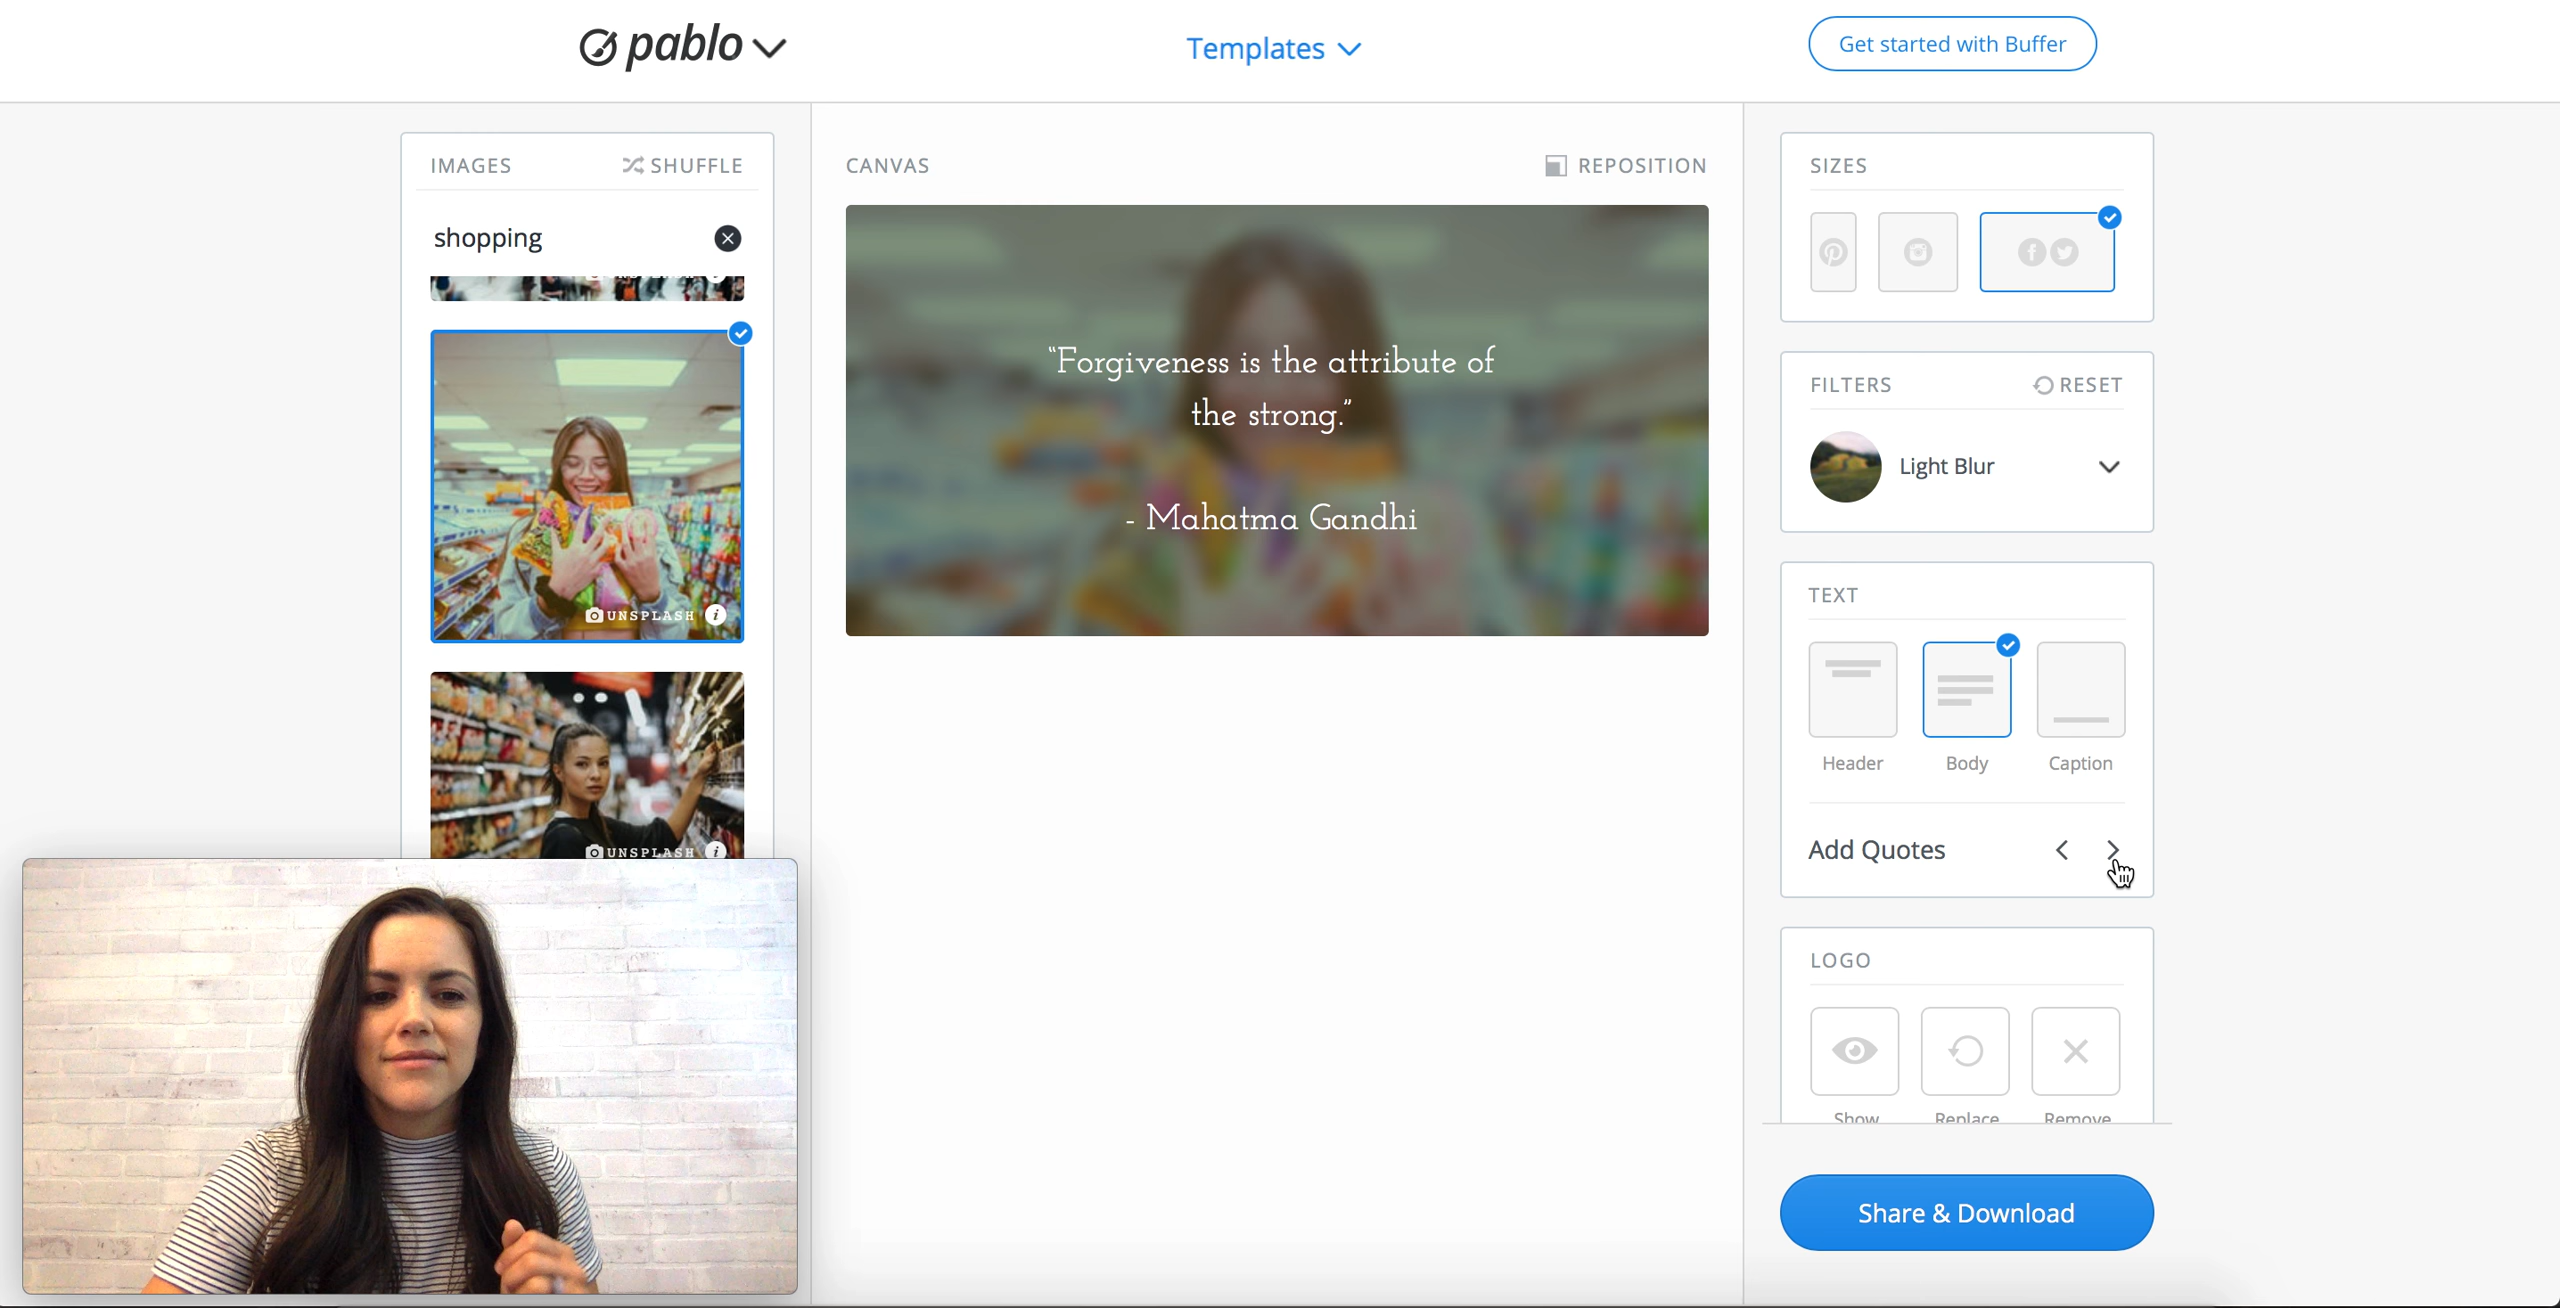 pablo
Templates
Get started with Buffer
IMAGES
SHUFFLE
shopping
UNSPLASH
UNSPLASH
CANVAS
REPOSITION
“Forgiveness is the attribute of
the strong.”
- Mahatma Gandhi
SIZES
FILTERS
RESET
Light Blur
TEXT
Header
Body
Caption
Add Quotes
LOGO
Show
Replace
Remove
Share & Download